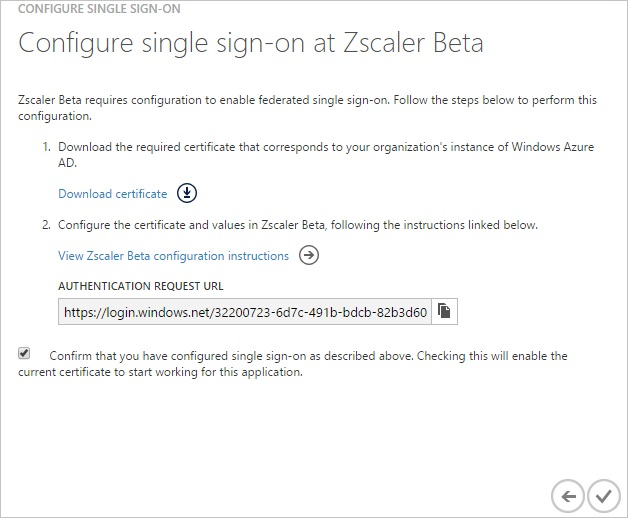 CONFIGURE SINGLE SIGN-ON
Configure single sign-on at Zscaler Beta
Zscaler Beta requires configuration to enable federated single sign-on. Follow the steps below to perform this
configuration.
1. Download the required certificate that corresponds to your organization's instance of Windows Azure
AD.
Download certificate
2. Configure the certificate and values in Zscaler Beta, following the instructions linked below.
View Zscaler Beta configuration instructions
AUTHENTICATION REQUEST URL
https://login.windows.net/32200723-6d7c-491b-bdcb-82b3d60
Confirm that you have configured single sign-on as described above. Checking this will enable the
current certificate to start working for this application.